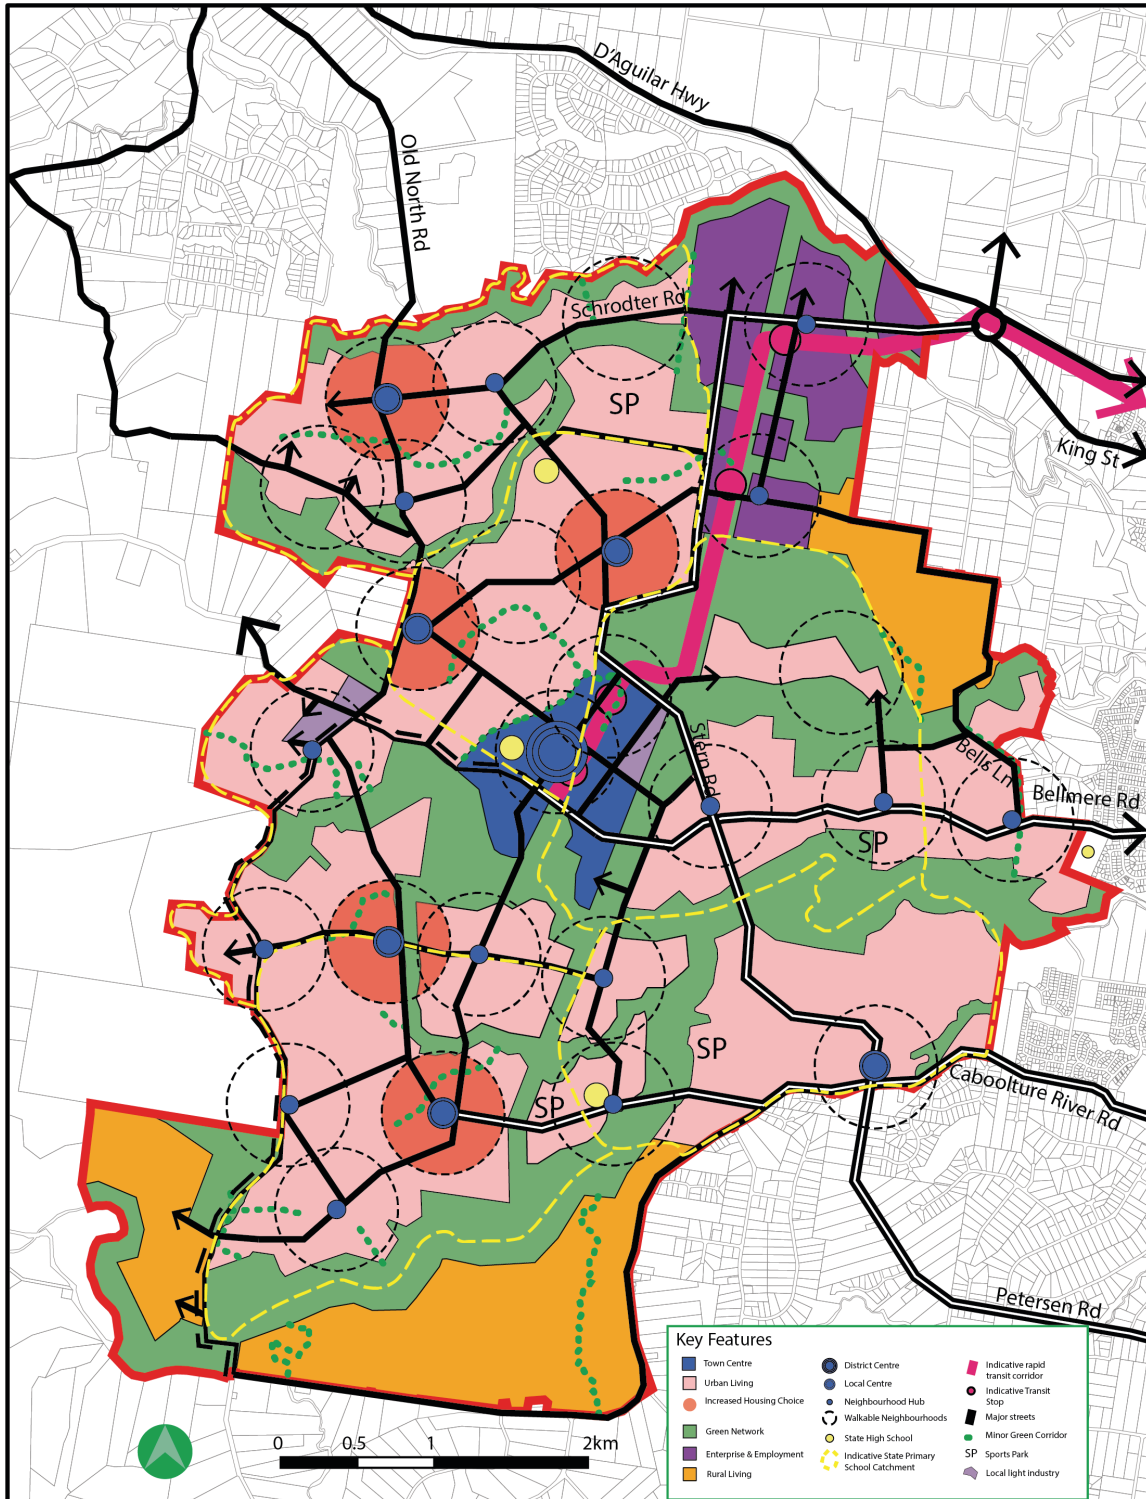 D'Aguilar Hwy
Old North Rd
Schrodter Rd
SP
King St
Stern Rd
Bells Ln
Bellmere Rd
SP
SP
SP
Caboolture River Rd
Petersen Rd
0 0.5 1 2km
Key Features
Town Centre
Urban Living
Increased Housing Choice
Green Network
Enterprise & Employment
Rural Living
District Centre
Local Centre
Neighbourhood Hub
Walkable Neighbourhoods
State High School
Indicative State Primary
School Catchment
Indicative rapid
transit corridor
Indicative Transit
Stop
Major streets
Minor Green Corridor
SP Sports Park
Local light industry